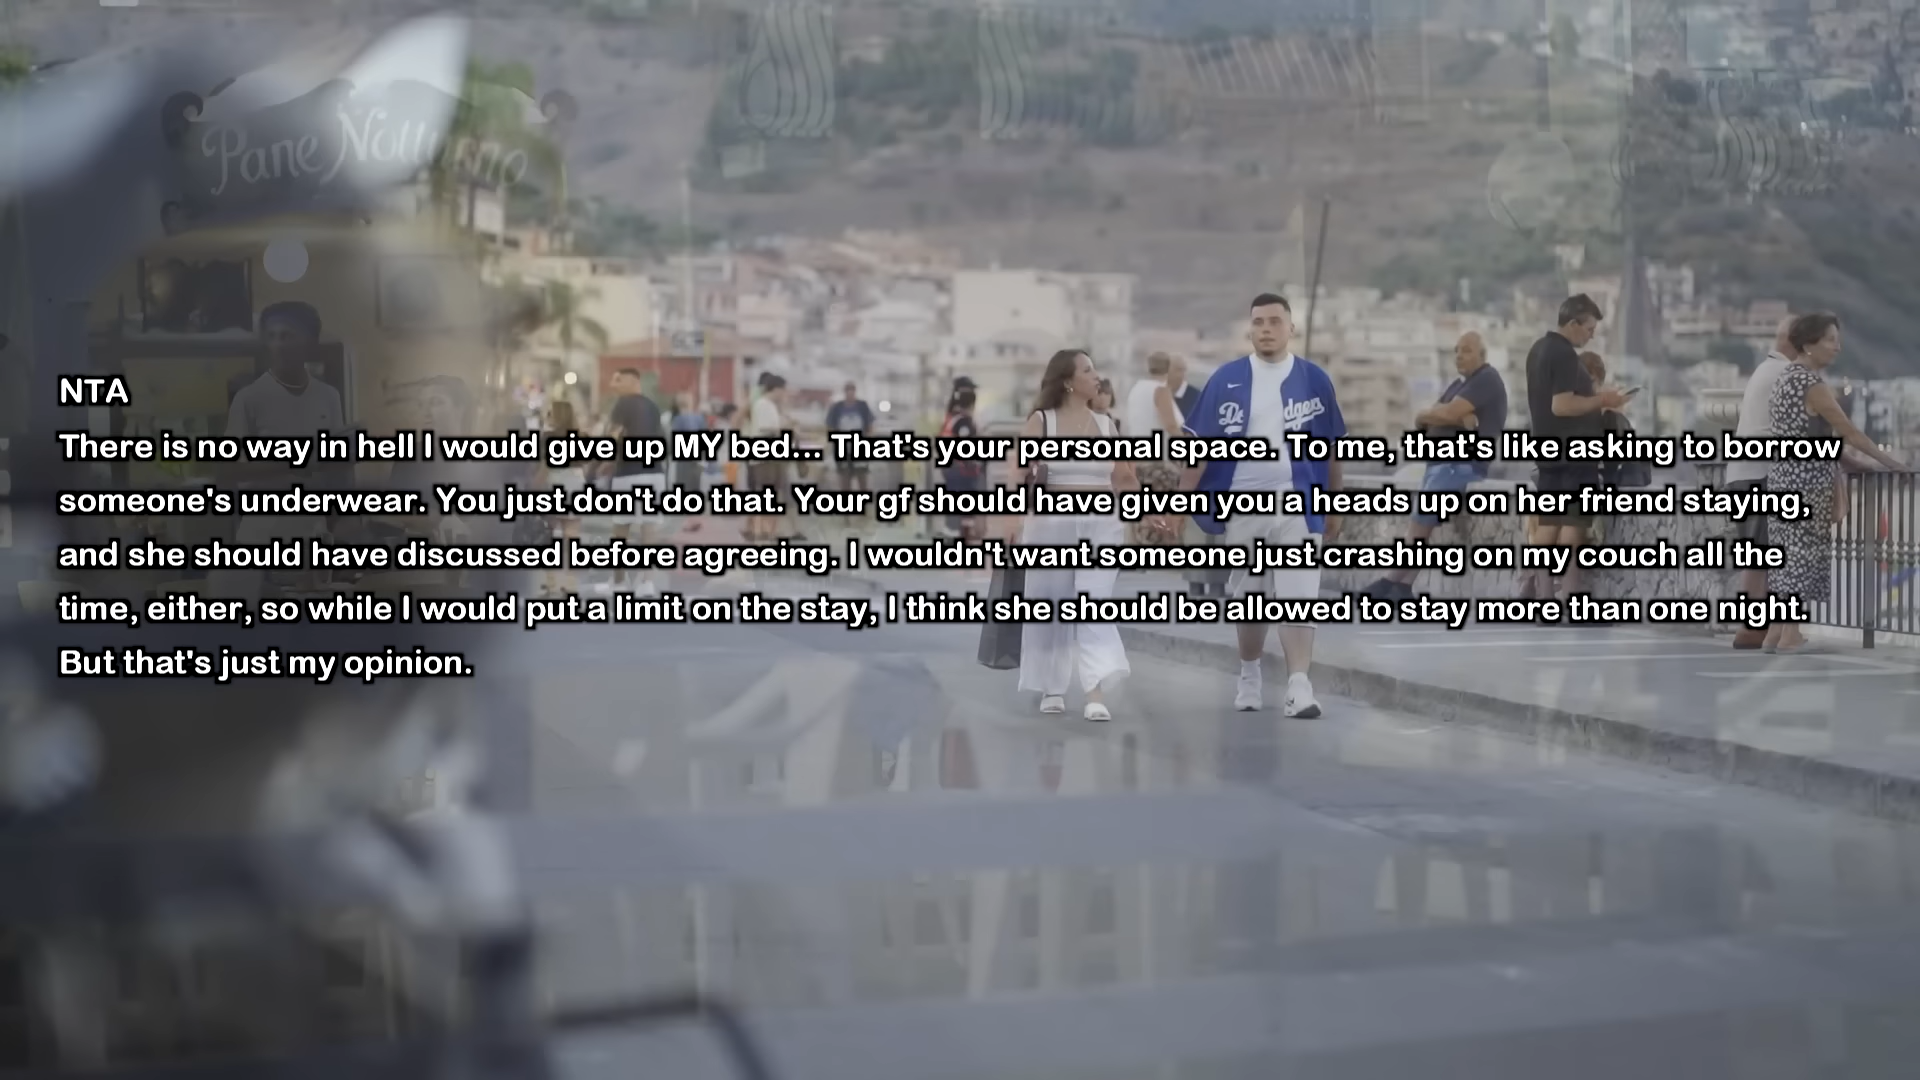 Pane Notturno
Dodgers
NTA
There is no way in hell I would give up MY bed... That's your personal space. To me, that's like asking to borrow
someone's underwear. You just don't do that. Your gf should have given you a heads up on her friend staying,
and she should have discussed before agreeing. I wouldn't want someone just crashing on my couch all the
time, either, so while I would put a limit on the stay, I think she should be allowed to stay more than one night.
But that's just my opinion.